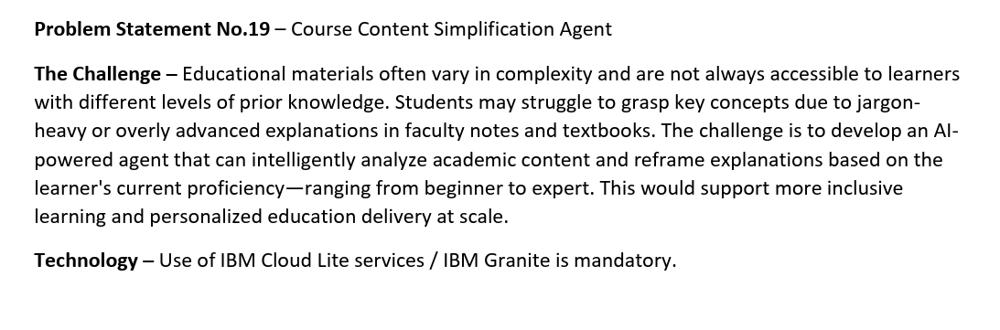 Problem Statement No.19 – Course Content Simplification Agent
The Challenge – Educational materials often vary in complexity and are not always accessible to learners
with different levels of prior knowledge. Students may struggle to grasp key concepts due to jargon-
heavy or overly advanced explanations in faculty notes and textbooks. The challenge is to develop an AI-
powered agent that can intelligently analyze academic content and reframe explanations based on the
learner's current proficiency—ranging from beginner to expert. This would support more inclusive
learning and personalized education delivery at scale.
Technology – Use of IBM Cloud Lite services / IBM Granite is mandatory.